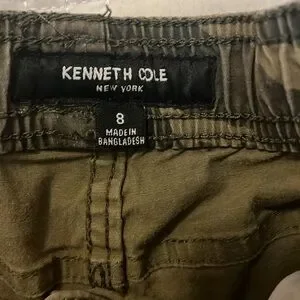 KENNETH COLE
NEW YORK
8
MADE IN
BANGLADESH